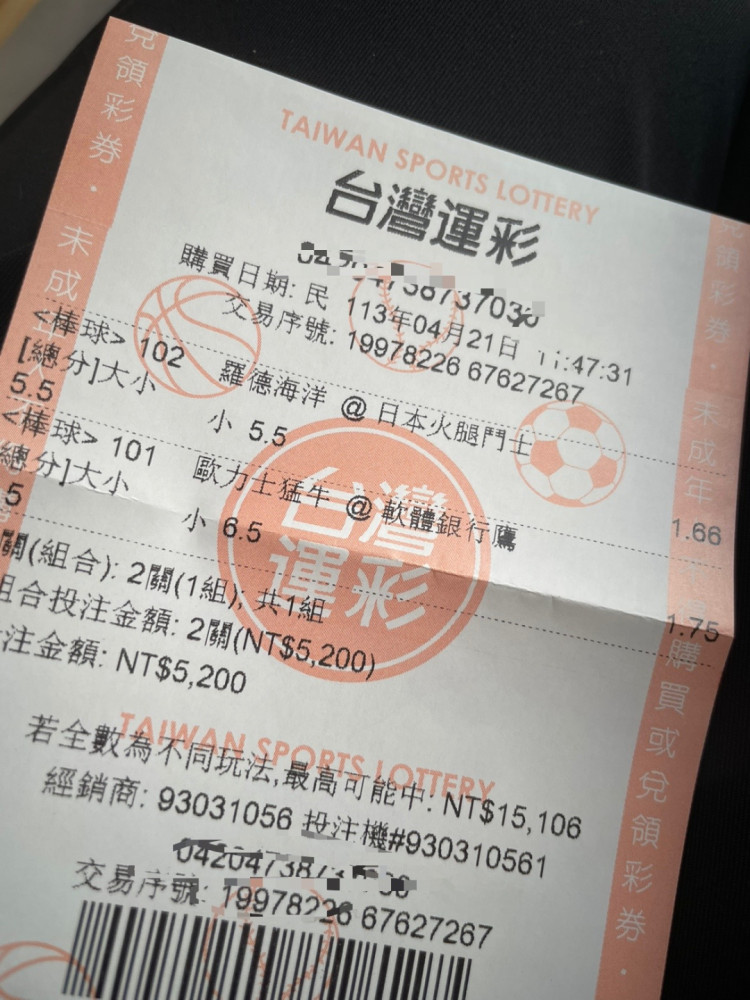 TAIWAN SPORTS LOTTERY
台灣運彩
購買日期: 民 113年04月21日 11:47:31
交易序號: 19978226 67627267
<棒球> 102 羅德海洋 @ 日本火腿鬥士
[總分]大小 小 5.5 1.66
5.5
<棒球> 101 歐力士猛牛 @ 軟體銀行鷹
總分]大小 小 6.5 1.75
5
關(組合): 2關(1組), 共1組
組合投注金額: 2關(NT$5,200)
注金額: NT$5,200
台灣運彩
TAIWAN SPORTS LOTTERY
若全數為不同玩法,最高可能中: NT$15,106
經銷商: 93031056 投注機#930310561
交易序號: 19978226 67627267
兌領彩券・未成
兌領彩券・未成年
購買或兌領彩券・